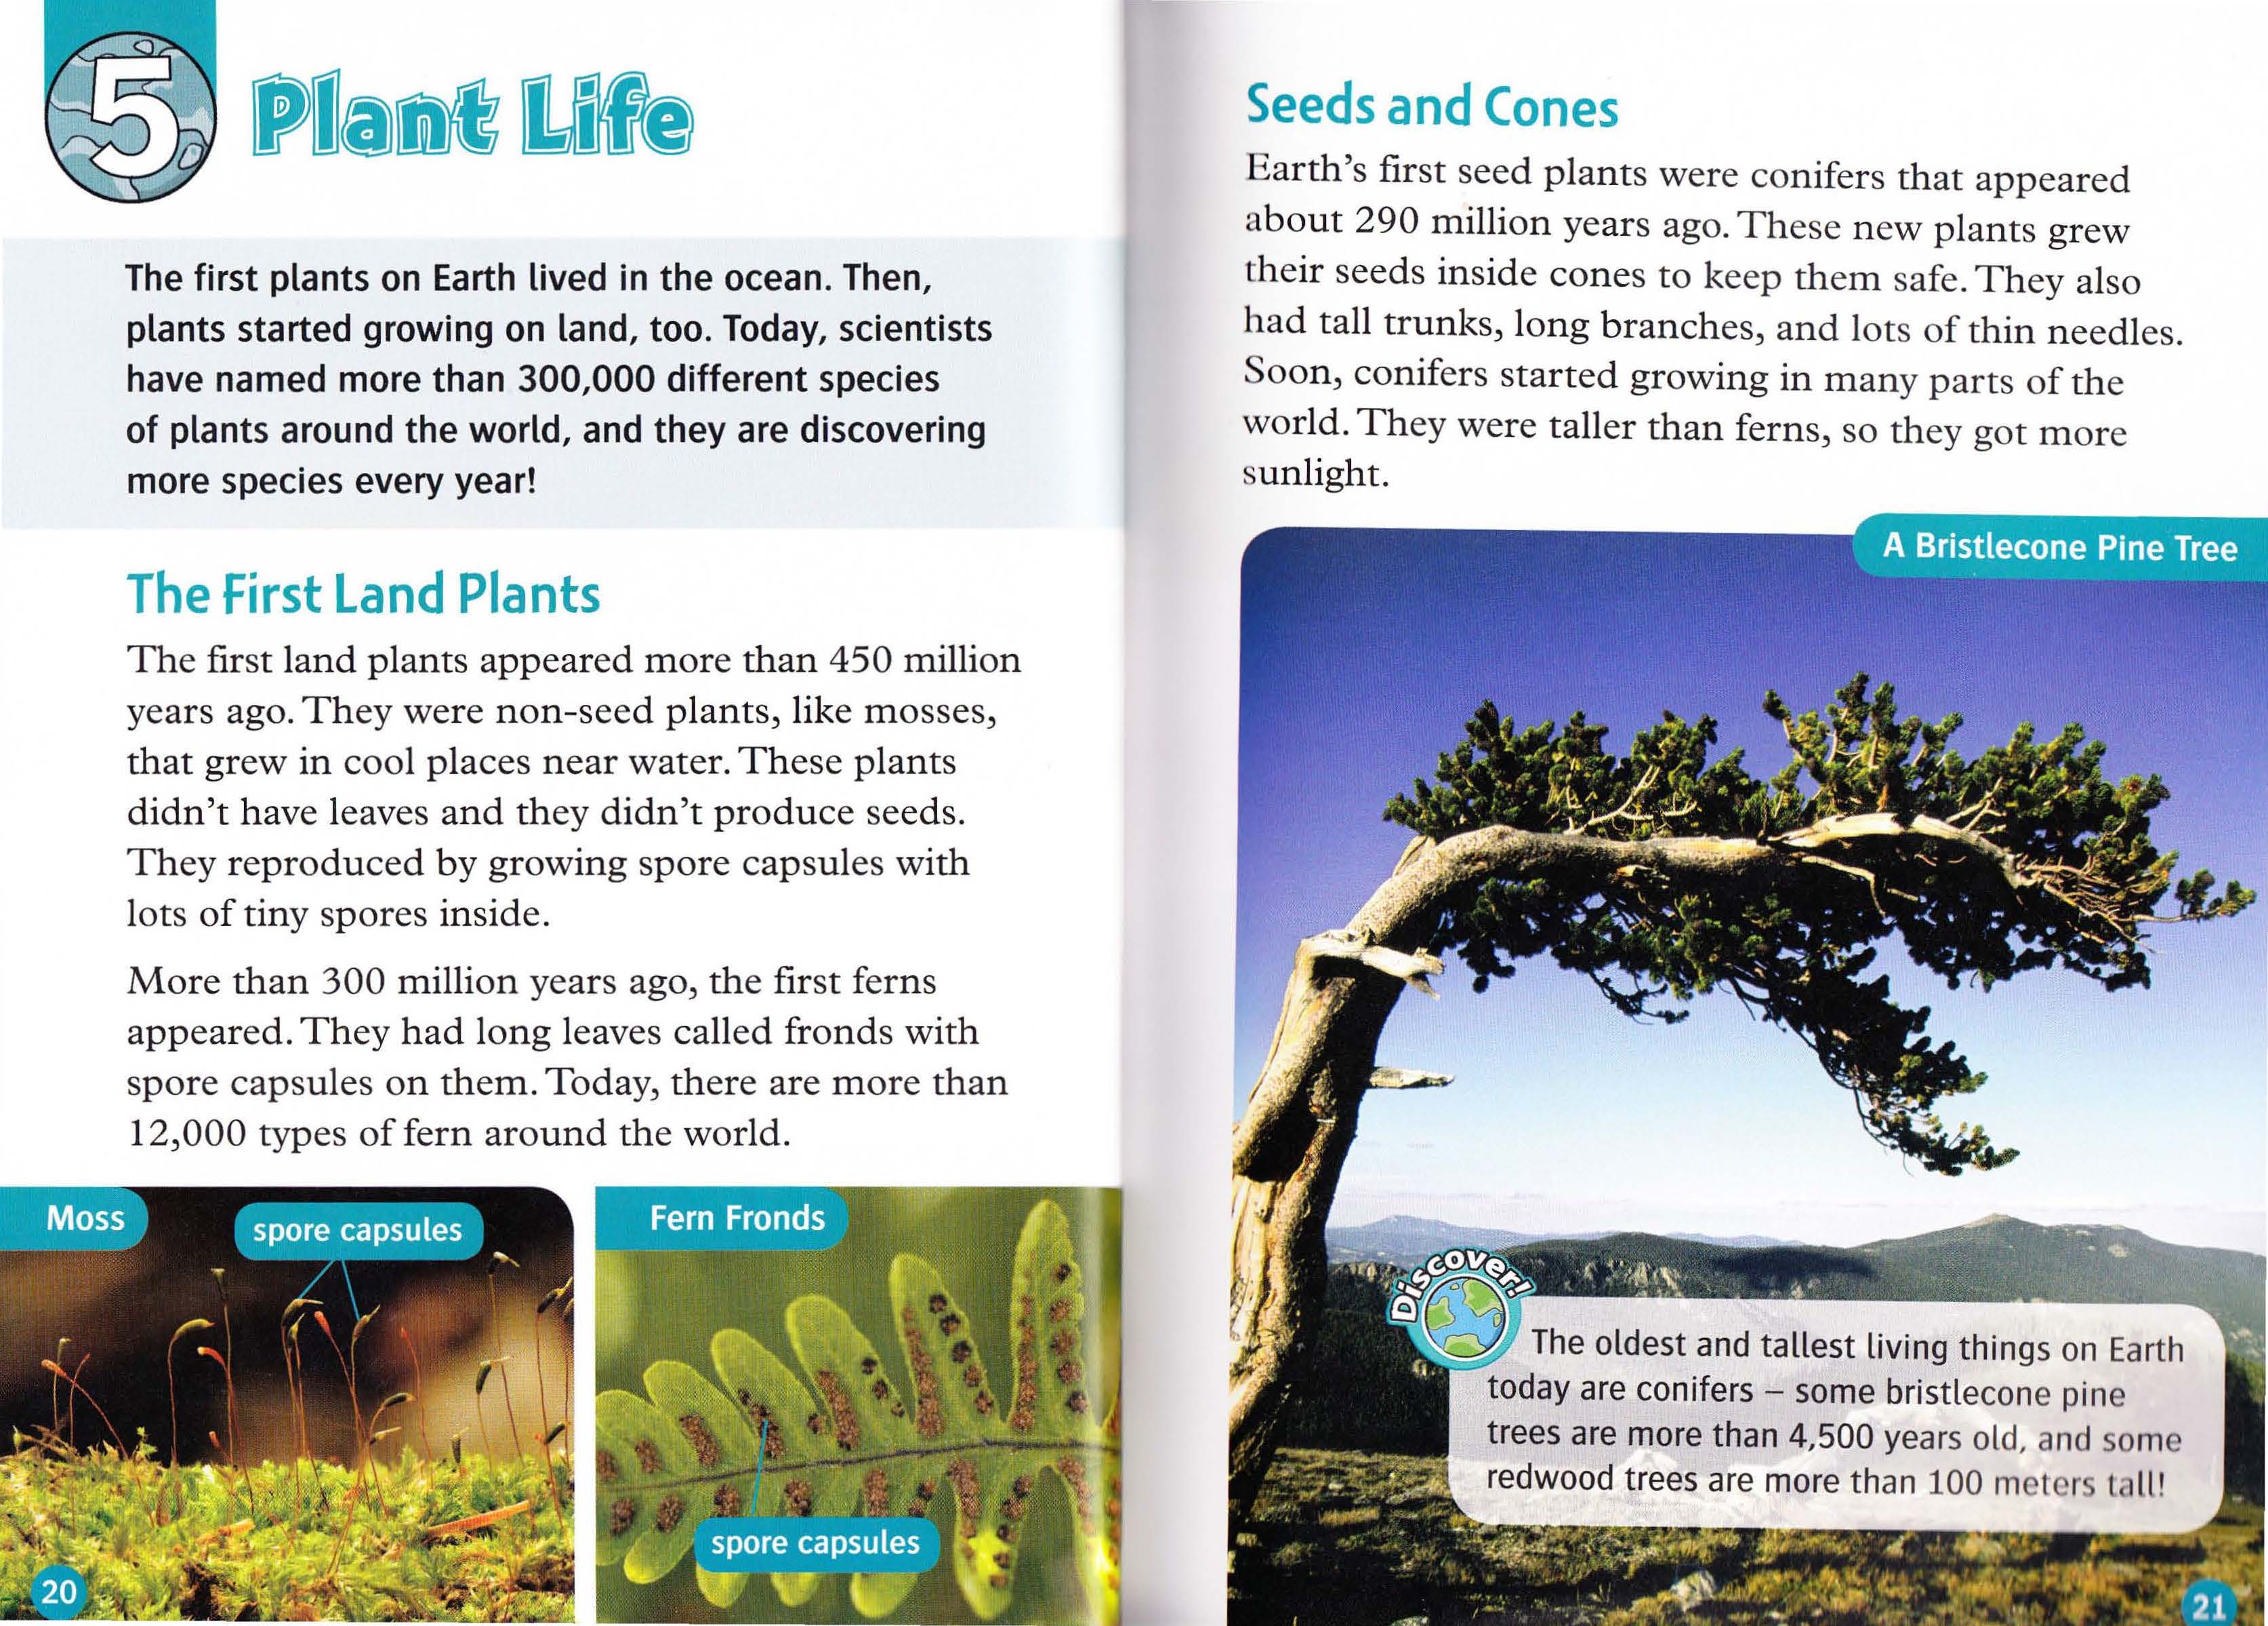 5
Plant Life
The first plants on Earth lived in the ocean. Then,
plants started growing on land, too. Today, scientists
have named more than 300,000 different species
of plants around the world, and they are discovering
more species every year!
The First Land Plants
The first land plants appeared more than 450 million
years ago. They were non-seed plants, like mosses,
that grew in cool places near water. These plants
didn't have leaves and they didn't produce seeds.
They reproduced by growing spore capsules with
lots of tiny spores inside.
More than 300 million years ago, the first ferns
appeared. They had long leaves called fronds with
spore capsules on them. Today, there are more than
12,000 types of fern around the world.
Moss
spore capsules
Fern Fronds
spore capsules
20
Seeds and Cones
Earth's first seed plants were conifers that appeared
about 290 million years ago. These new plants grew
their seeds inside cones to keep them safe. They also
had tall trunks, long branches, and lots of thin needles.
Soon, conifers started growing in many parts of the
world. They were taller than ferns, so they got more
sunlight.
A Bristlecone Pine Tree
Discover!
The oldest and tallest living things on Earth
today are conifers – some bristlecone pine
trees are more than 4,500 years old, and some
redwood trees are more than 100 meters tall!
21